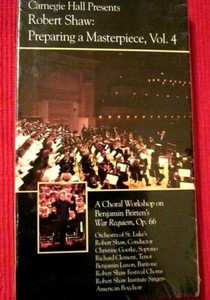 Carnegie Hall Presents
Robert Shaw:
Preparing a Masterpiece, Vol. 4
A Choral Workshop on
Benjamin Britten's
War Requiem, Op. 66
Orchestra of St. Luke's
Robert Shaw, Conductor
Christine Goerke, Soprano
Richard Clement, Tenor
Benjamin Luxon, Baritone
Robert Shaw Festival Chorus
Robert Shaw Institute Singers
American Boychoir